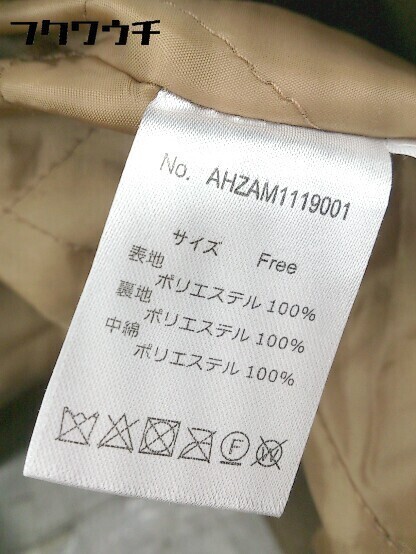 フクワウチ
No. AHZAM1119001
サイズ Free
表地
ポリエステル 100%
裏地
ポリエステル 100%
中綿
ポリエステル 100%
F W